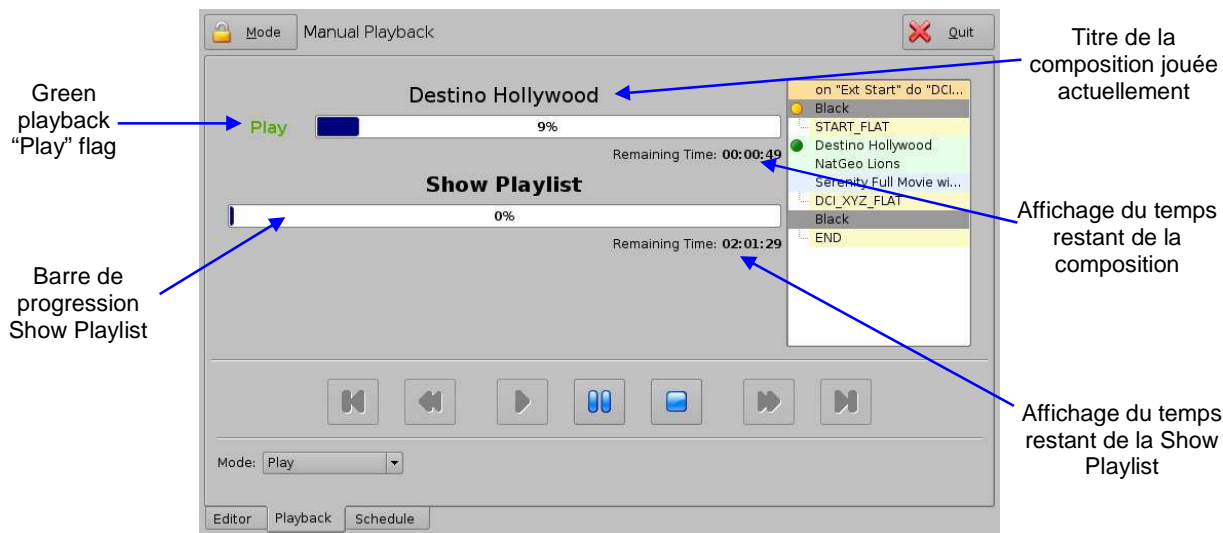 Mode
Manual Playback
Quit
Green
playback
“Play” flag
Barre de
progression
Show Playlist
Destino Hollywood
Play
9%
Remaining Time: 00:00:49
Show Playlist
0%
Remaining Time: 02:01:29
on "Ext Start" do "DCI...
Black
START_FLAT
Destino Hollywood
NatGeo Lions
Serenity Full Movie wi...
DCI_XYZ_FLAT
Black
END
Titre de la
composition jouée
actuellement
Affichage du temps
restant de la
composition
Affichage du temps
restant de la Show
Playlist
Mode: Play
Editor
Playback
Schedule